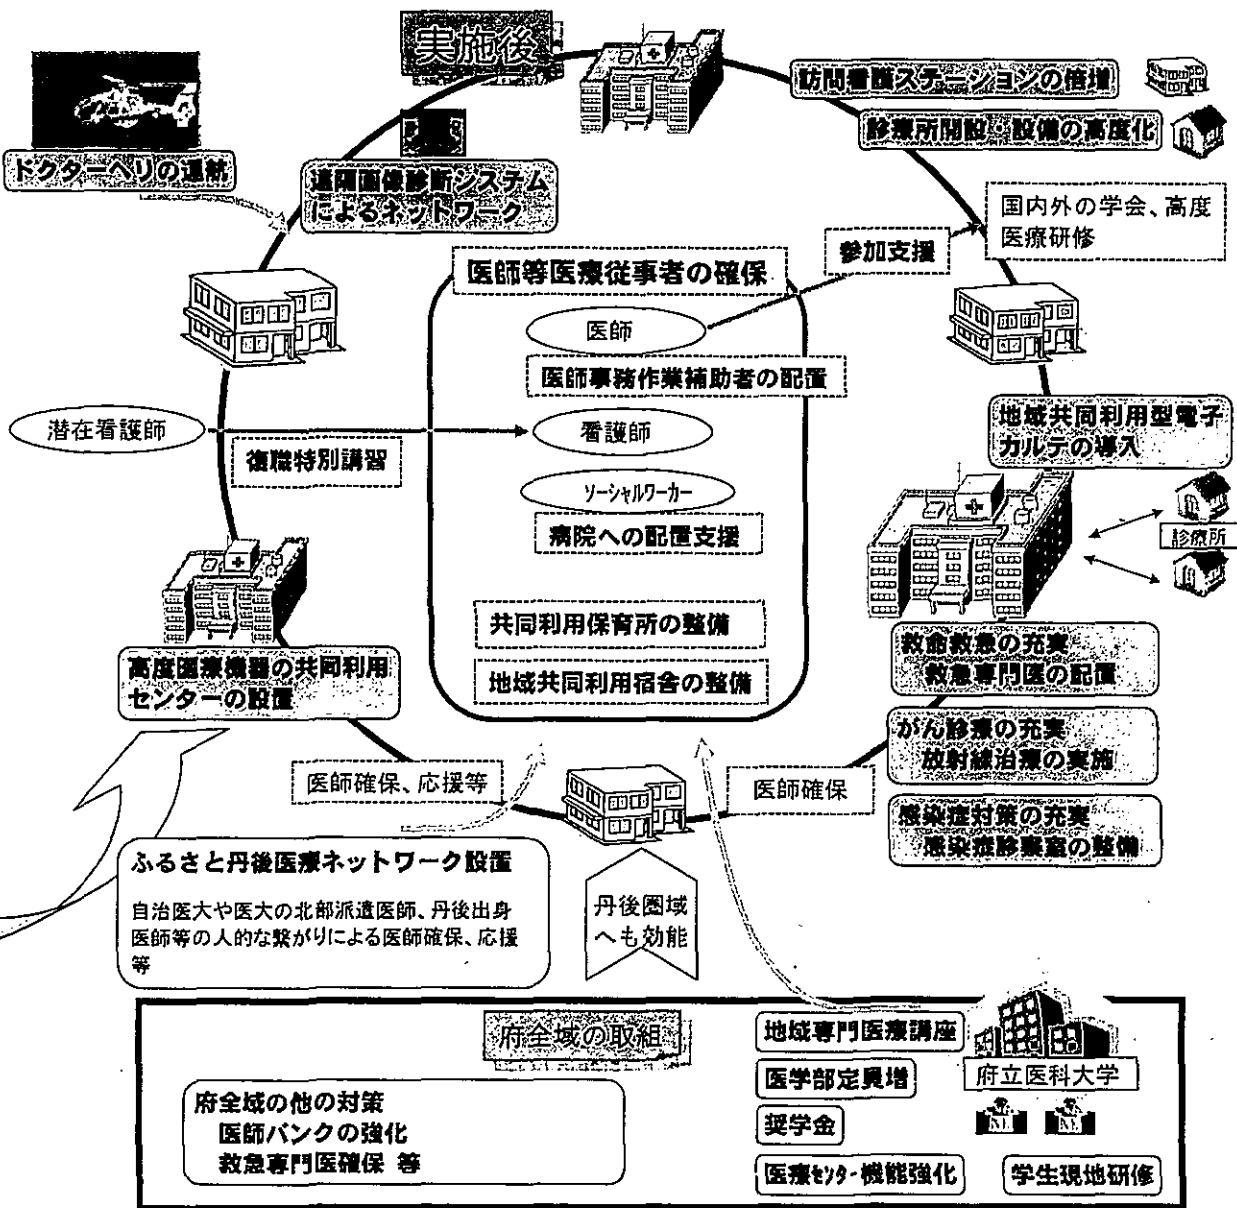 実施後
訪問看護ステーションの倍増
診療所開設・設備の高度化
ドクターヘリの運航
遠隔画像診断システム
によるネットワーク
国内外の学会、高度
医療研修
参加支援
医師等医療従事者の確保
医師
医師事務作業補助者の配置
潜在看護師
復職特別講習
看護師
ソーシャルワーカー
病院への配置支援
地域共同利用型電子
カルテの導入
診療所
共同利用保育所の整備
地域共同利用宿舎の整備
高度医療機器の共同利用
センターの設置
救命救急の充実
救急専門医の配置
がん診療の充実
放射線治療の実施
感染症対策の充実
感染症診察室の整備
医師確保、応援等
医師確保
ふるさと丹後医療ネットワーク設置
自治医大や医大の北部派遣医師、丹後出身
医師等の人的な繋がりによる医師確保、応援
等
丹後圏域
へも効能
府全域の取組
府全域の他の対策
医師バンクの強化
救急専門医確保 等
地域専門医療講座
医学部定員増
奨学金
医療センター機能強化
府立医科大学
学生現地研修